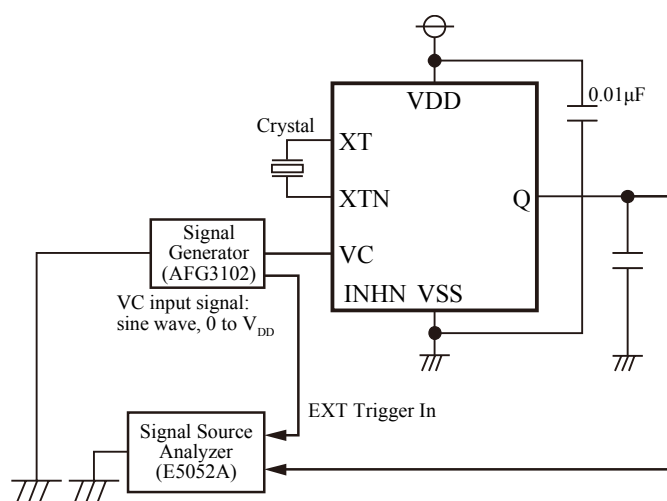 VDD
0.01μF
Crystal
XT
XTN
Q
Signal
Generator
(AFG3102)
VC
INHN VSS
VC input signal:
sine wave, 0 to VDD
EXT Trigger In
Signal Source
Analyzer
(E5052A)